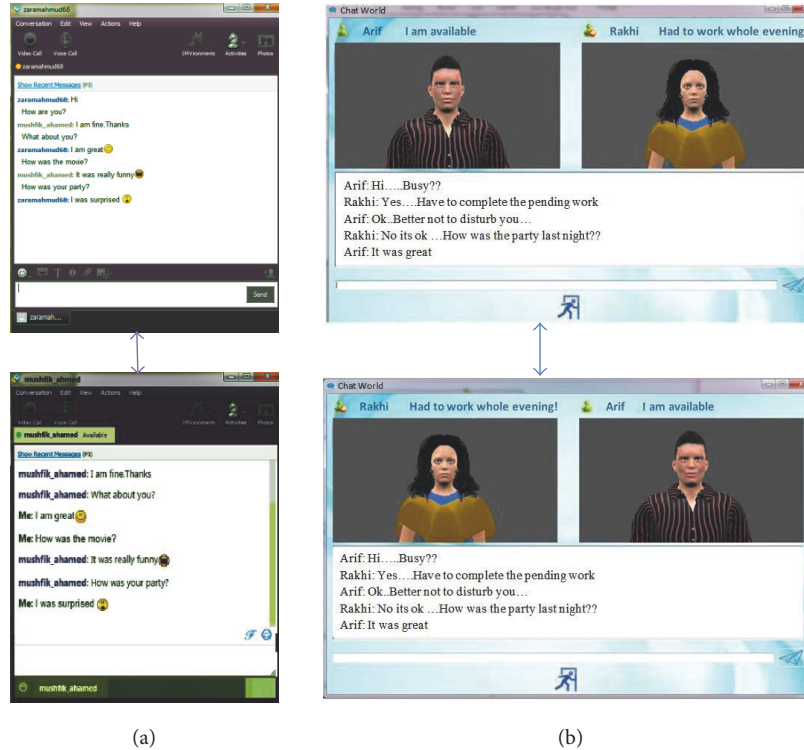 zaramahmud68
Conversation Edit View Actions Help
Video Call Voice Call IMVironments Activities Photos
zaramahmud68
Show Recent Messages (F3)
zaramahmud68: Hi
How are you?
mushfik_ahamed: I am fine.Thanks
What about you?
zaramahmud68: I am great
How was the movie?
mushfik_ahamed: It was really funny
How was your party?
zaramahmud68: I was surprised
Send
zaramah...
mushfik_ahmed
Conversation Edit View Actions Help
Video Call Voice Call IMVironments Activities Photos
mushfik_ahamed Available
Show Recent Messages (F3)
mushfik_ahamed: I am fine.Thanks
mushfik_ahamed: What about you?
Me: I am great
Me: How was the movie?
mushfik_ahamed: It was really funny
mushfik_ahamed: How was your party?
Me: I was surprised
mushfik_ahamed
(a)
Chat World
Arif I am available Rakhi Had to work whole evening
Arif: Hi.....Busy??
Rakhi: Yes....Have to complete the pending work
Arif: Ok..Better not to disturb you...
Rakhi: No its ok ...How was the party last night??
Arif: It was great
Chat World
Rakhi Had to work whole evening! Arif I am available
Arif: Hi.....Busy??
Rakhi: Yes....Have to complete the pending work
Arif: Ok..Better not to disturb you...
Rakhi: No its ok ...How was the party last night??
Arif: It was great
(b)